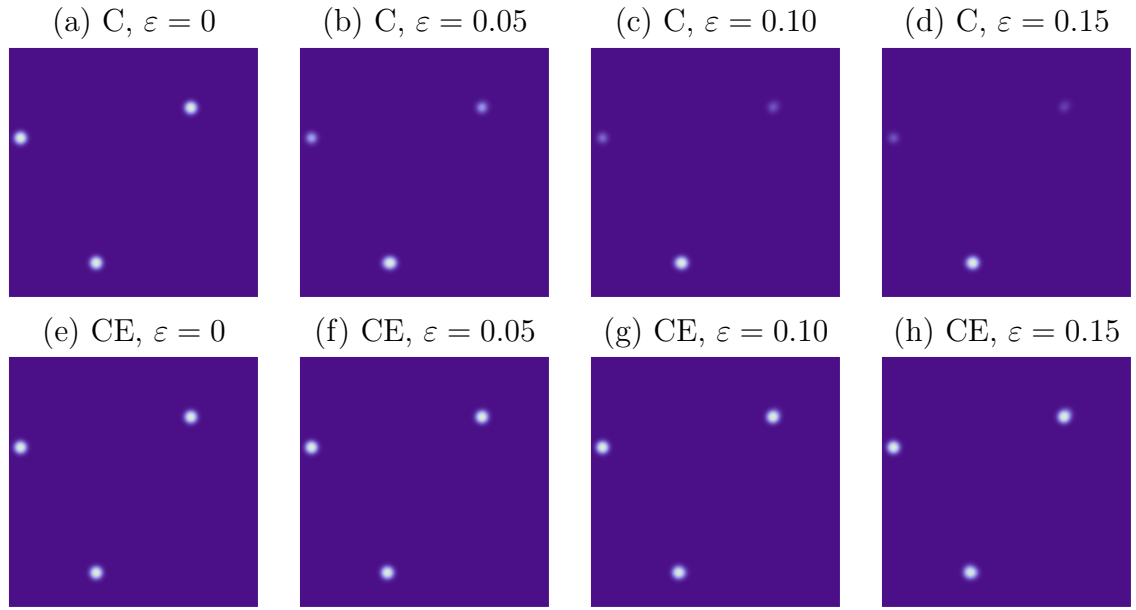 (a) C, ε = 0
(b) C, ε = 0.05
(c) C, ε = 0.10
(d) C, ε = 0.15
(e) CE, ε = 0
(f) CE, ε = 0.05
(g) CE, ε = 0.10
(h) CE, ε = 0.15